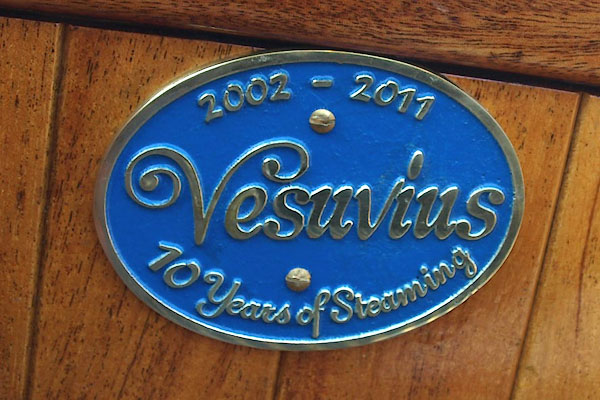 2002 - 2011
Vesuvius
10 Years of Steaming